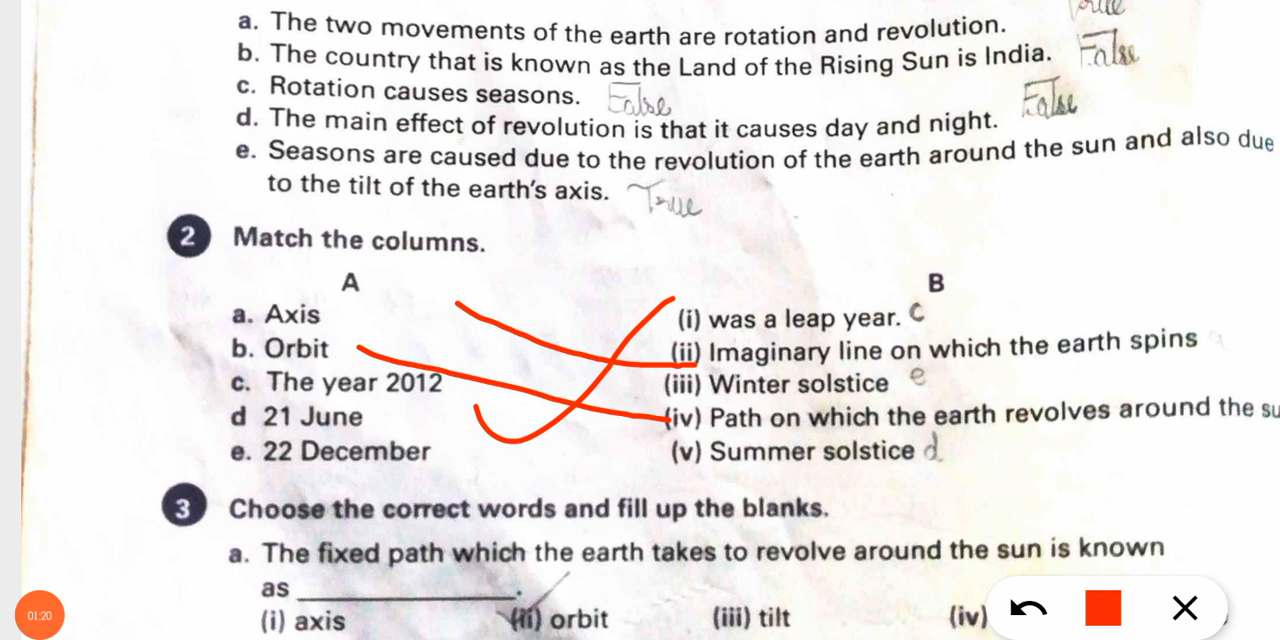 True
a. The two movements of the earth are rotation and revolution.
b. The country that is known as the Land of the Rising Sun is India. False
c. Rotation causes seasons. False
d. The main effect of revolution is that it causes day and night. False
e. Seasons are caused due to the revolution of the earth around the sun and also due
to the tilt of the earth's axis. True
2 Match the columns.
A B
a. Axis (i) was a leap year. c
b. Orbit (ii) Imaginary line on which the earth spins a
c. The year 2012 (iii) Winter solstice e
d 21 June (iv) Path on which the earth revolves around the su
e. 22 December (v) Summer solstice d
3 Choose the correct words and fill up the blanks.
a. The fixed path which the earth takes to revolve around the sun is known
as ____________.
(i) axis (ii) orbit (iii) tilt (iv)
01:20